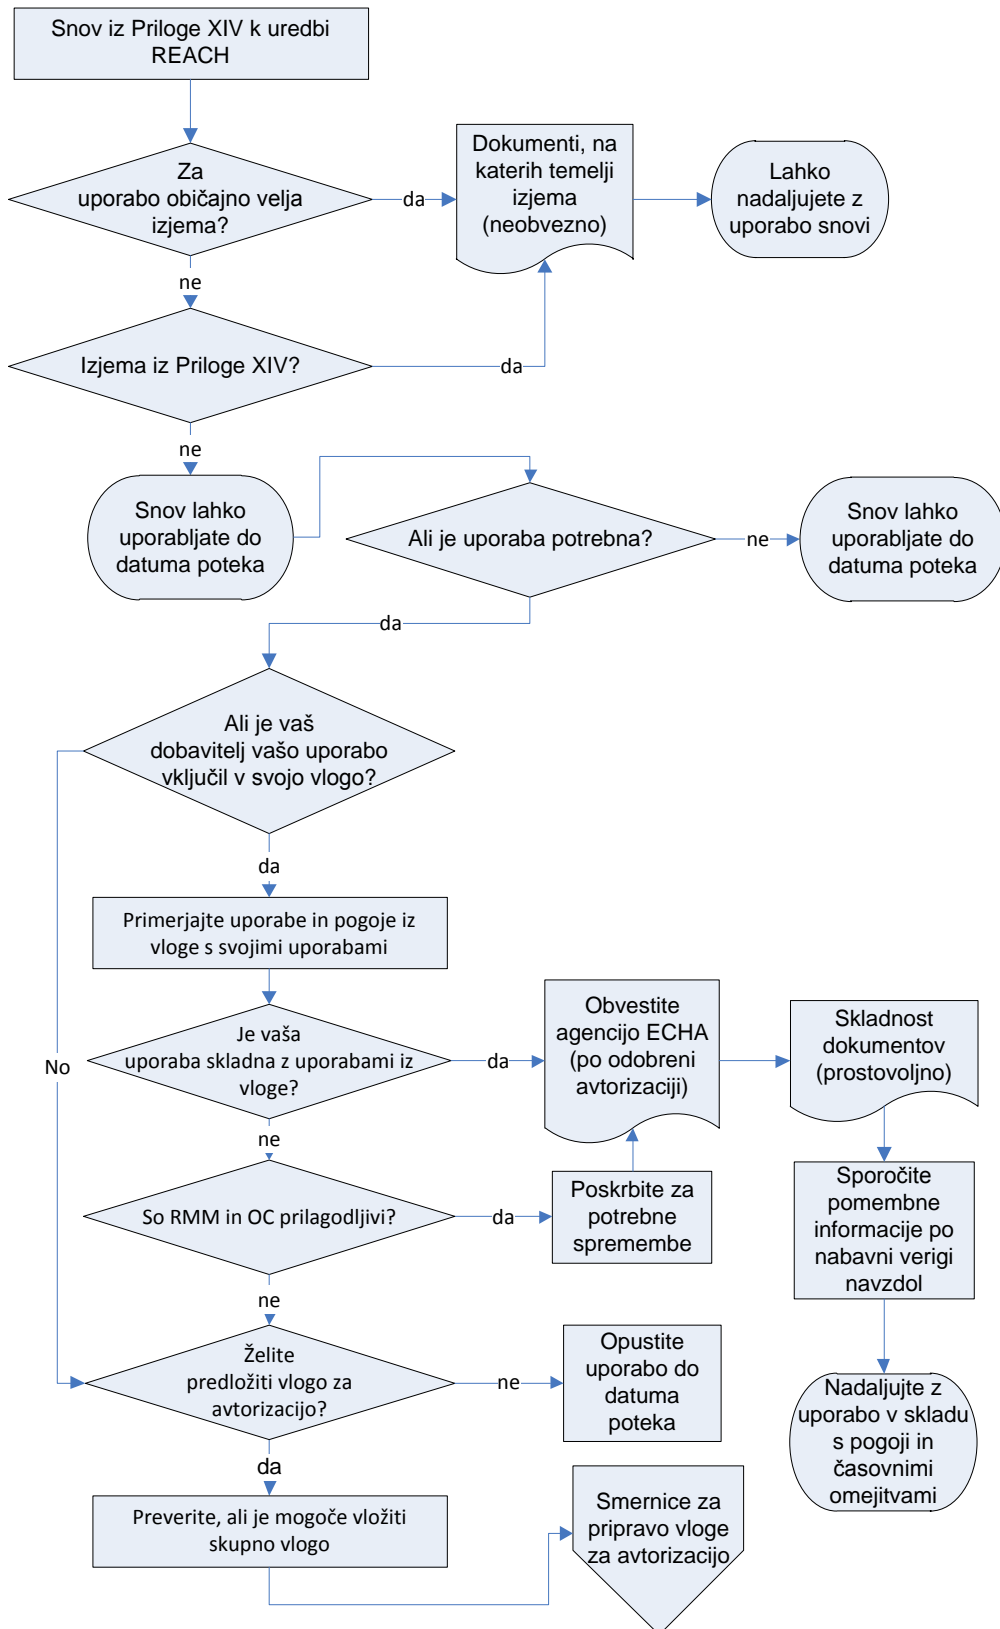 Snov iz Priloge XIV k uredbi
REACH
Za
uporabo običajno velja
izjema?
da
Dokumenti, na
katerih temelji
izjema
(neobvezno)
Lahko
nadaljujete z
uporabo snovi
ne
Izjema iz Priloge XIV?
da
ne
Snov lahko
uporabljate do
datuma poteka
Ali je uporaba potrebna?
ne
Snov lahko
uporabljate do
datuma poteka
da
Ali je vaš
dobavitelj vašo uporabo
vključil v svojo vlogo?
da
No
Primerjajte uporabe in pogoje iz
vloge s svojimi uporabami
Je vaša
uporaba skladna z uporabami iz
vloge?
da
Obvestite
agencijo ECHA
(po odobreni
avtorizaciji)
Skladnost
dokumentov
(prostovoljno)
ne
So RMM in OC prilagodljivi?
da
Poskrbite za
potrebne
spremembe
Sporočite
pomembne
informacije po
nabavni verigi
navzdol
ne
Želite
predložiti vlogo za
avtorizacijo?
ne
Opustite
uporabo do
datuma
poteka
Nadaljujte z
uporabo v skladu
s pogoji in
časovnimi
omejitvami
da
Preverite, ali je mogoče vložiti
skupno vlogo
Smernice za
pripravo vloge
za avtorizacijo